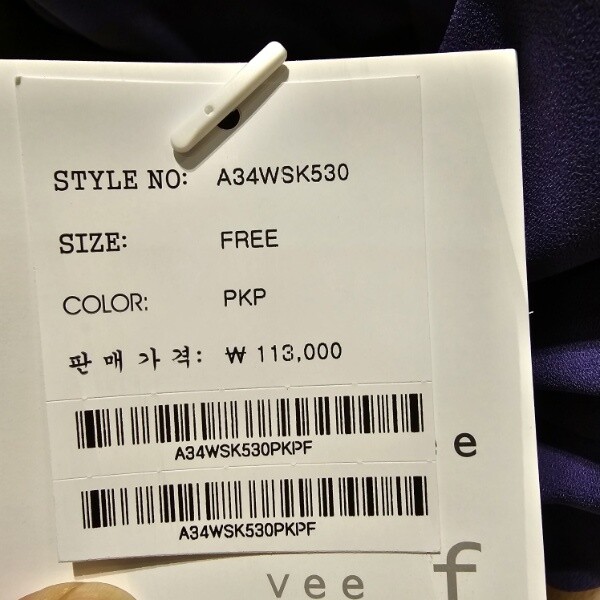 STYLE NO: A34WSK530
SIZE: FREE
COLOR: PKP
판매가격: ₩ 113,000
A34WSK530PKPF
e
A34WSK530PKPF
vee f